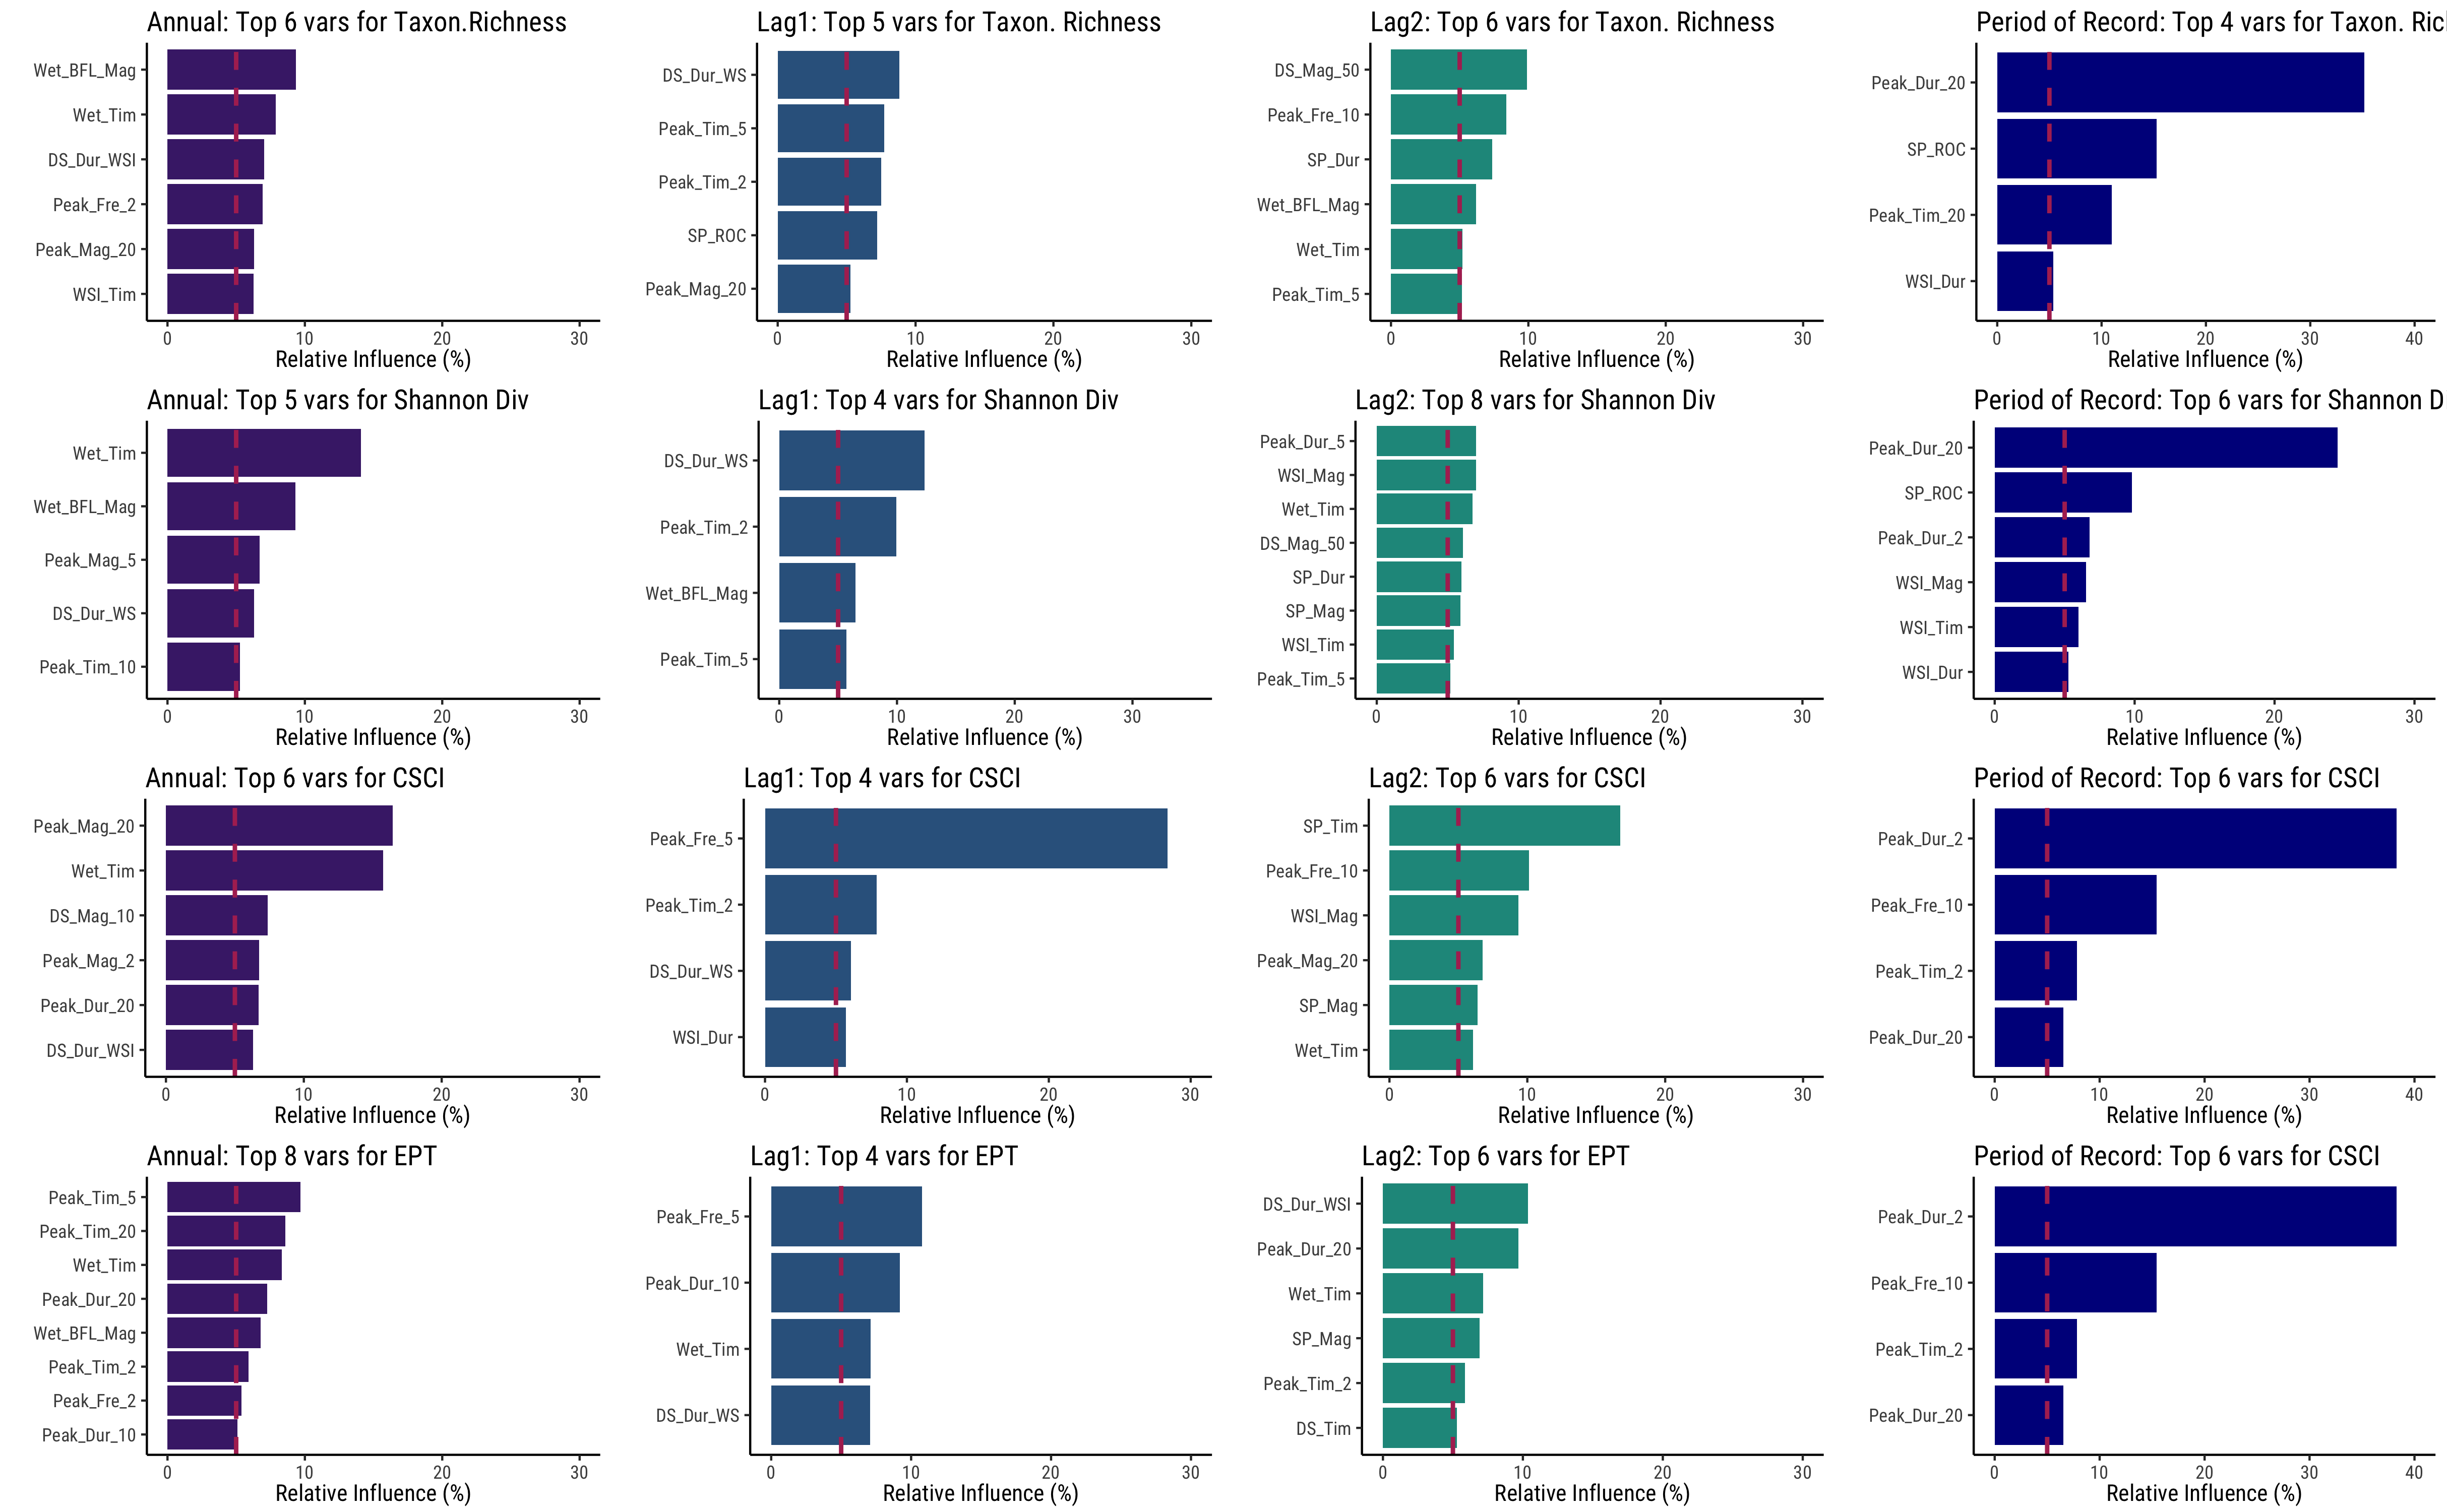 Annual: Top 6 vars for Taxon.Richness
Wet_BFL_Mag
Wet_Tim
DS_Dur_WSI
Peak_Fre_2
Peak_Mag_20
WSI_Tim
0 10 20 30
Relative Influence (%)
Lag1: Top 5 vars for Taxon. Richness
DS_Dur_WS
Peak_Tim_5
Peak_Tim_2
SP_ROC
Peak_Mag_20
0 10 20 30
Relative Influence (%)
Lag2: Top 6 vars for Taxon. Richness
DS_Mag_50
Peak_Fre_10
SP_Dur
Wet_BFL_Mag
Wet_Tim
Peak_Tim_5
0 10 20 30
Relative Influence (%)
Period of Record: Top 4 vars for Taxon. Ric
Peak_Dur_20
SP_ROC
Peak_Tim_20
WSI_Dur
0 10 20 30 40
Relative Influence (%)
Annual: Top 5 vars for Shannon Div
Wet_Tim
Wet_BFL_Mag
Peak_Mag_5
DS_Dur_WS
Peak_Tim_10
0 10 20 30
Relative Influence (%)
Lag1: Top 4 vars for Shannon Div
DS_Dur_WS
Peak_Tim_2
Wet_BFL_Mag
Peak_Tim_5
0 10 20 30
Relative Influence (%)
Lag2: Top 8 vars for Shannon Div
Peak_Dur_5
WSI_Mag
Wet_Tim
DS_Mag_50
SP_Dur
SP_Mag
WSI_Tim
Peak_Tim_5
0 10 20 30
Relative Influence (%)
Period of Record: Top 6 vars for Shannon D
Peak_Dur_20
SP_ROC
Peak_Dur_2
WSI_Mag
WSI_Tim
WSI_Dur
0 10 20 30
Relative Influence (%)
Annual: Top 6 vars for CSCI
Peak_Mag_20
Wet_Tim
DS_Mag_10
Peak_Mag_2
Peak_Dur_20
DS_Dur_WSI
0 10 20 30
Relative Influence (%)
Lag1: Top 4 vars for CSCI
Peak_Fre_5
Peak_Tim_2
DS_Dur_WS
WSI_Dur
0 10 20 30
Relative Influence (%)
Lag2: Top 6 vars for CSCI
SP_Tim
Peak_Fre_10
WSI_Mag
Peak_Mag_20
SP_Mag
Wet_Tim
0 10 20 30
Relative Influence (%)
Period of Record: Top 6 vars for CSCI
Peak_Dur_2
Peak_Fre_10
Peak_Tim_2
Peak_Dur_20
0 10 20 30 40
Relative Influence (%)
Annual: Top 8 vars for EPT
Peak_Tim_5
Peak_Tim_20
Wet_Tim
Peak_Dur_20
Wet_BFL_Mag
Peak_Tim_2
Peak_Fre_2
Peak_Dur_10
0 10 20 30
Relative Influence (%)
Lag1: Top 4 vars for EPT
Peak_Fre_5
Peak_Dur_10
Wet_Tim
DS_Dur_WS
0 10 20 30
Relative Influence (%)
Lag2: Top 6 vars for EPT
DS_Dur_WSI
Peak_Dur_20
Wet_Tim
SP_Mag
Peak_Tim_2
DS_Tim
0 10 20 30
Relative Influence (%)
Period of Record: Top 6 vars for CSCI
Peak_Dur_2
Peak_Fre_10
Peak_Tim_2
Peak_Dur_20
0 10 20 30 40
Relative Influence (%)